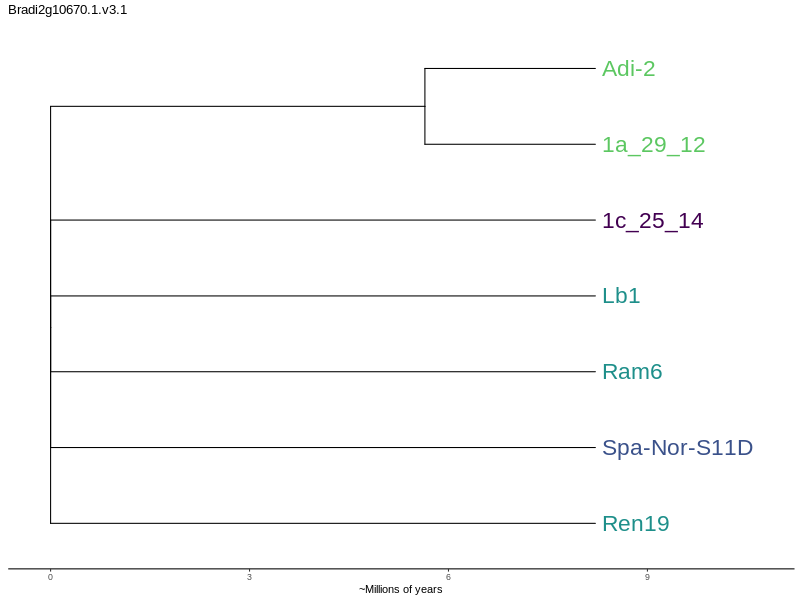 Bradi2g10670.1.v3.1
Adi-2
1a_29_12
1c_25_14
Lb1
Ram6
Spa-Nor-S11D
Ren19
0 3 6 9
~Millions of years